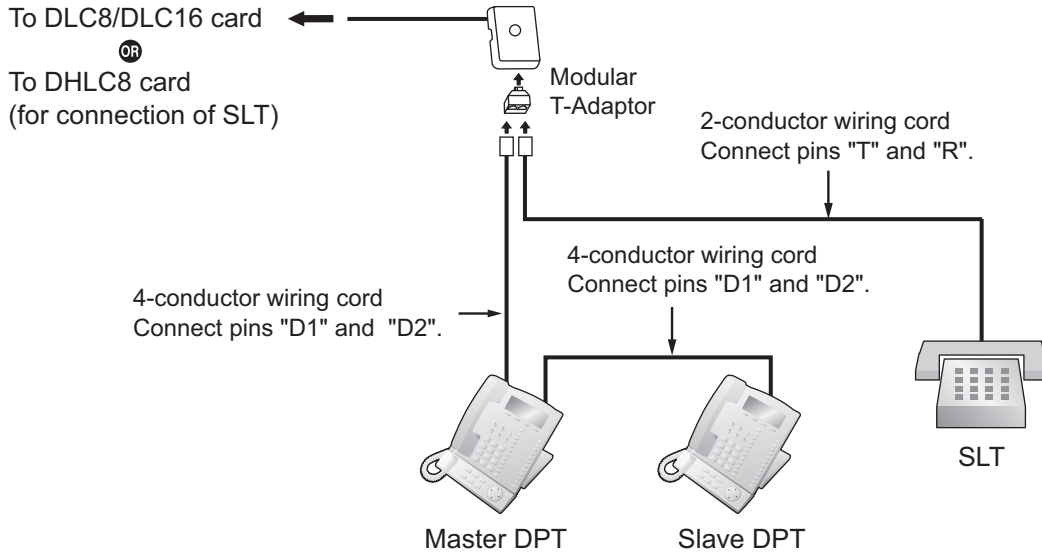 To DLC8/DLC16 card
OR
To DHLC8 card
(for connection of SLT)
Modular
T-Adaptor
2-conductor wiring cord
Connect pins "T" and "R".
4-conductor wiring cord
Connect pins "D1" and "D2".
4-conductor wiring cord
Connect pins "D1" and "D2".
SLT
Master DPT
Slave DPT